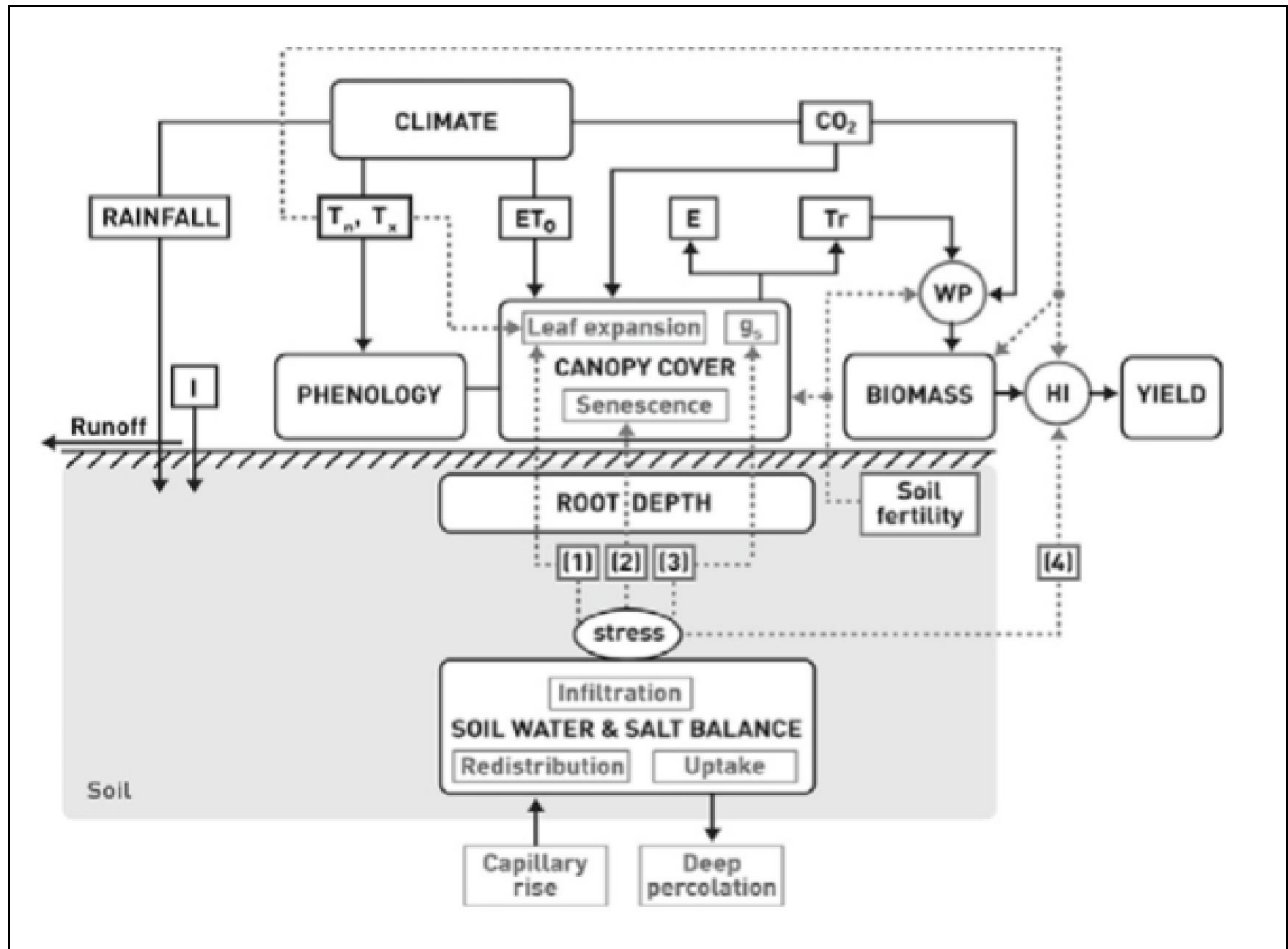 CLIMATE
CO₂
RAINFALL
Tₙ, Tₓ
ET₀
E
Tr
WP
Leaf expansion
gₛ
CANOPY COVER
Senescence
PHENOLOGY
I
BIOMASS
HI
YIELD
Runoff
ROOT DEPTH
Soil
fertility
(1)
(2)
(3)
(4)
stress
Infiltration
SOIL WATER & SALT BALANCE
Redistribution
Uptake
Soil
Capillary
rise
Deep
percolation